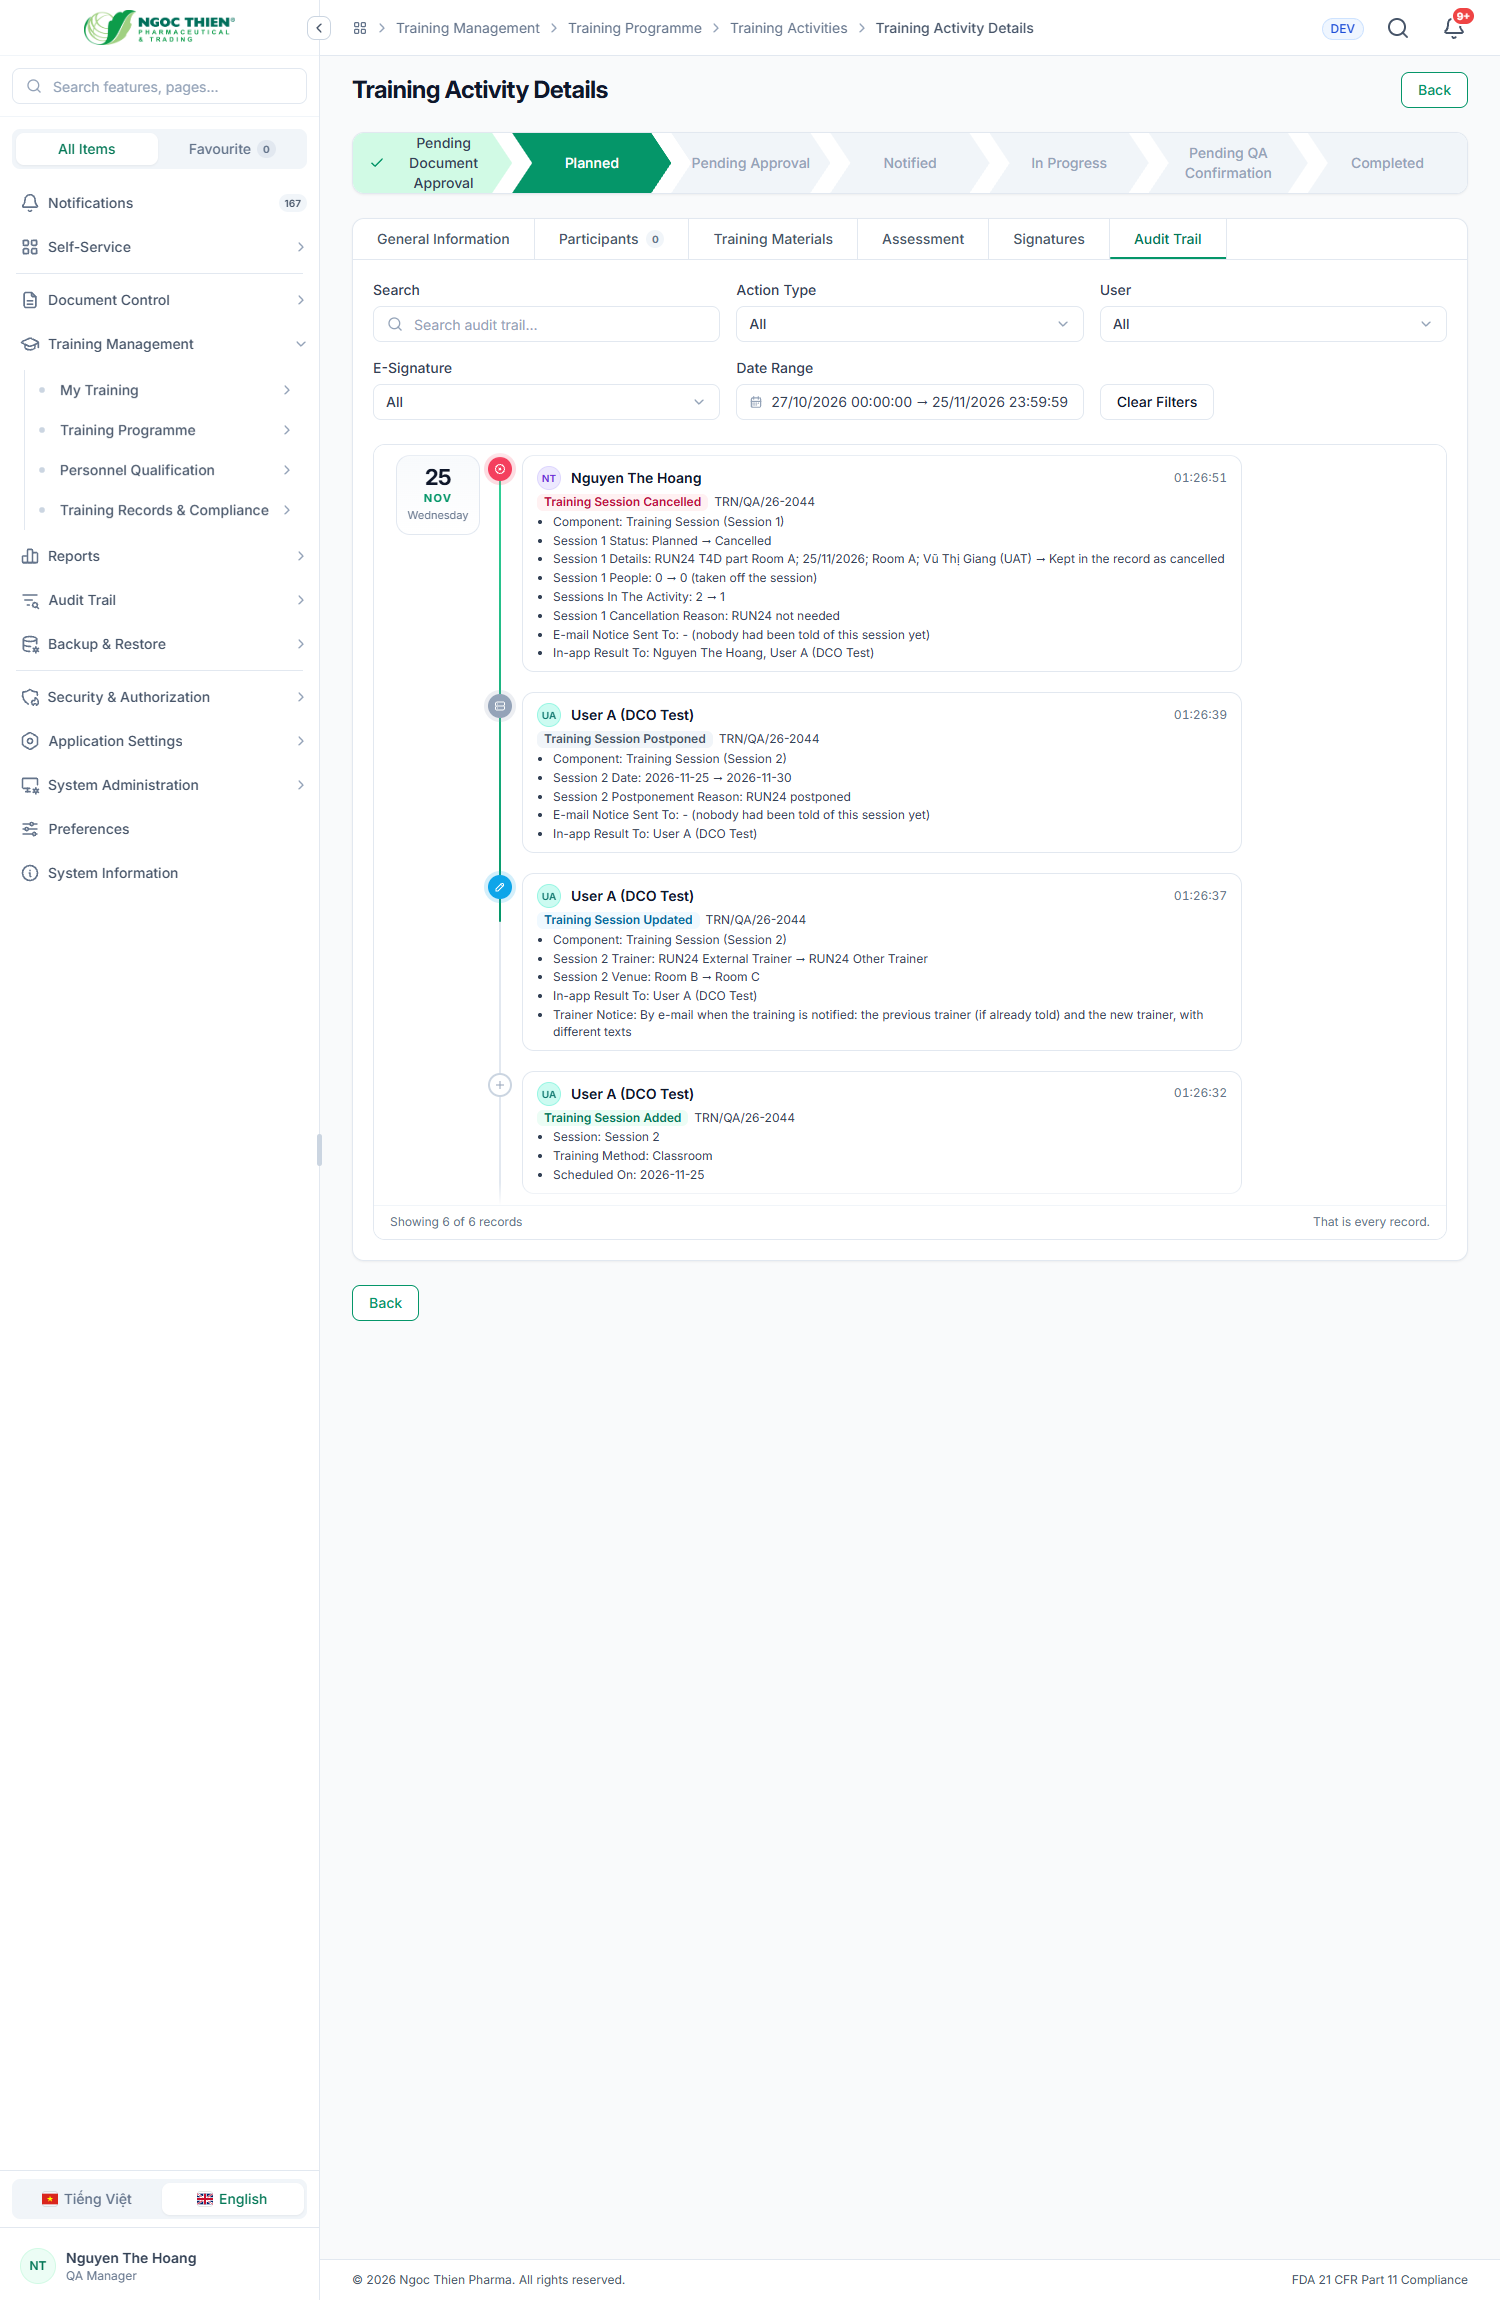 NGOC THIEN®
PHARMACEUTICAL
& TRADING
Search features, pages...
All Items
Favourite 0
Notifications 167
Self-Service
Document Control
Training Management
My Training
Training Programme
Personnel Qualification
Training Records & Compliance
Reports
Audit Trail
Backup & Restore
Security & Authorization
Application Settings
System Administration
Preferences
System Information
Tiếng Việt
English
NT
Nguyen The Hoang
QA Manager
Training Management > Training Programme > Training Activities > Training Activity Details
DEV
9+
Training Activity Details
Back
Pending
Document
Approval
Planned
Pending Approval
Notified
In Progress
Pending QA
Confirmation
Completed
General Information
Participants 0
Training Materials
Assessment
Signatures
Audit Trail
Search
Search audit trail...
Action Type
All
User
All
E-Signature
All
Date Range
27/10/2026 00:00:00 → 25/11/2026 23:59:59
Clear Filters
25
NOV
Wednesday
NT Nguyen The Hoang 01:26:51
Training Session Cancelled TRN/QA/26-2044
• Component: Training Session (Session 1)
• Session 1 Status: Planned → Cancelled
• Session 1 Details: RUN24 T4D part Room A; 25/11/2026; Room A; Vũ Thị Giang (UAT) → Kept in the record as cancelled
• Session 1 People: 0 → 0 (taken off the session)
• Sessions In The Activity: 2 → 1
• Session 1 Cancellation Reason: RUN24 not needed
• E-mail Notice Sent To: - (nobody had been told of this session yet)
• In-app Result To: Nguyen The Hoang, User A (DCO Test)
UA User A (DCO Test) 01:26:39
Training Session Postponed TRN/QA/26-2044
• Component: Training Session (Session 2)
• Session 2 Date: 2026-11-25 → 2026-11-30
• Session 2 Postponement Reason: RUN24 postponed
• E-mail Notice Sent To: - (nobody had been told of this session yet)
• In-app Result To: User A (DCO Test)
UA User A (DCO Test) 01:26:37
Training Session Updated TRN/QA/26-2044
• Component: Training Session (Session 2)
• Session 2 Trainer: RUN24 External Trainer → RUN24 Other Trainer
• Session 2 Venue: Room B → Room C
• In-app Result To: User A (DCO Test)
• Trainer Notice: By e-mail when the training is notified: the previous trainer (if already told) and the new trainer, with
different texts
UA User A (DCO Test) 01:26:32
Training Session Added TRN/QA/26-2044
• Session: Session 2
• Training Method: Classroom
• Scheduled On: 2026-11-25
Showing 6 of 6 records
That is every record.
Back
© 2026 Ngoc Thien Pharma. All rights reserved.
FDA 21 CFR Part 11 Compliance